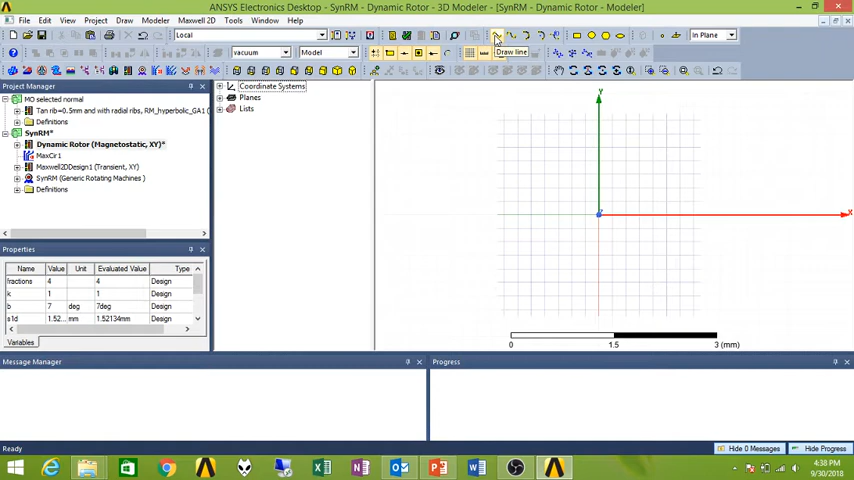 ANSYS Electronics Desktop - SynRM - Dynamic Rotor - 3D Modeler - [SynRM - Dynamic Rotor - Modeler]
File Edit View Project Draw Modeler Maxwell 2D Tools Window Help
Local
In Plane
vacuum
Model
Draw line
Project Manager
MO selected normal
Tan rib=0.5mm and with radial ribs, RM_hyperbolic_GA1 (
Definitions
SynRM*
Dynamic Rotor (Magnetostatic, XY)*
MaxCir1
Maxwell2DDesign1 (Transient, XY)
SynRM (Generic Rotating Machines )
Definitions
Coordinate Systems
Planes
Lists
Y
X
Properties
Name Value Unit Evaluated Value Type
fractions 4 4 Design
k 1 1 Design
b 7 deg 7deg Design
s1d 1.52... mm 1.52134mm Design
Variables
0 1.5 3 (mm)
Message Manager
Progress
Ready
Hide 0 Messages
Hide Progress
4:38 PM
9/30/2018